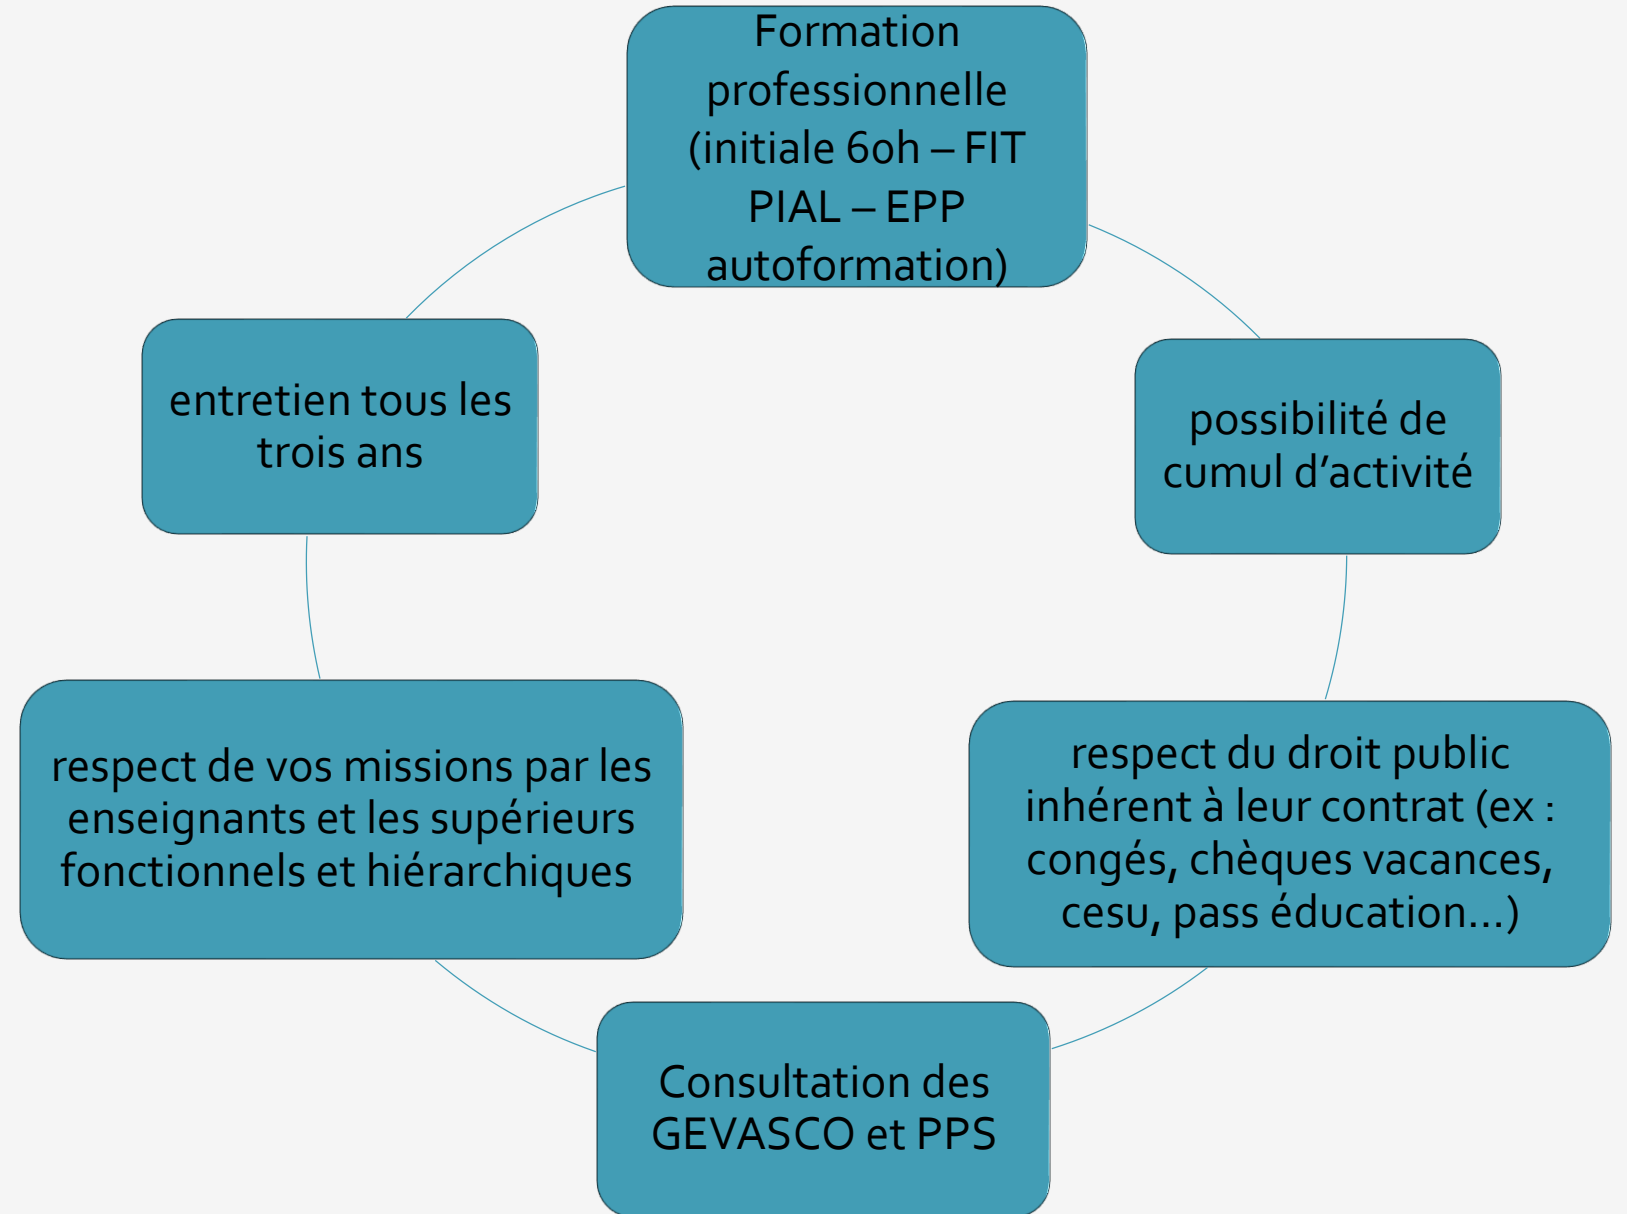 Formation
professionnelle
(initiale 60h – FIT
PIAL – EPP
autoformation)
possibilité de
cumul d’activité
respect du droit public
inhérent à leur contrat (ex :
congés, chèques vacances,
cesu, pass éducation…)
Consultation des
GEVASCO et PPS
respect de vos missions par les
enseignants et les supérieurs
fonctionnels et hiérarchiques
entretien tous les
trois ans